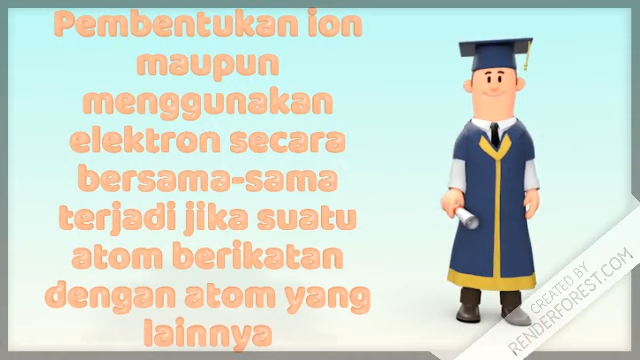 Pembentukan ion
maupun
menggunakan
elektron secara
bersama-sama
terjadi jika suatu
atom berikatan
dengan atom yang
lainnya
CREATED BY
RENDERFOREST.COM